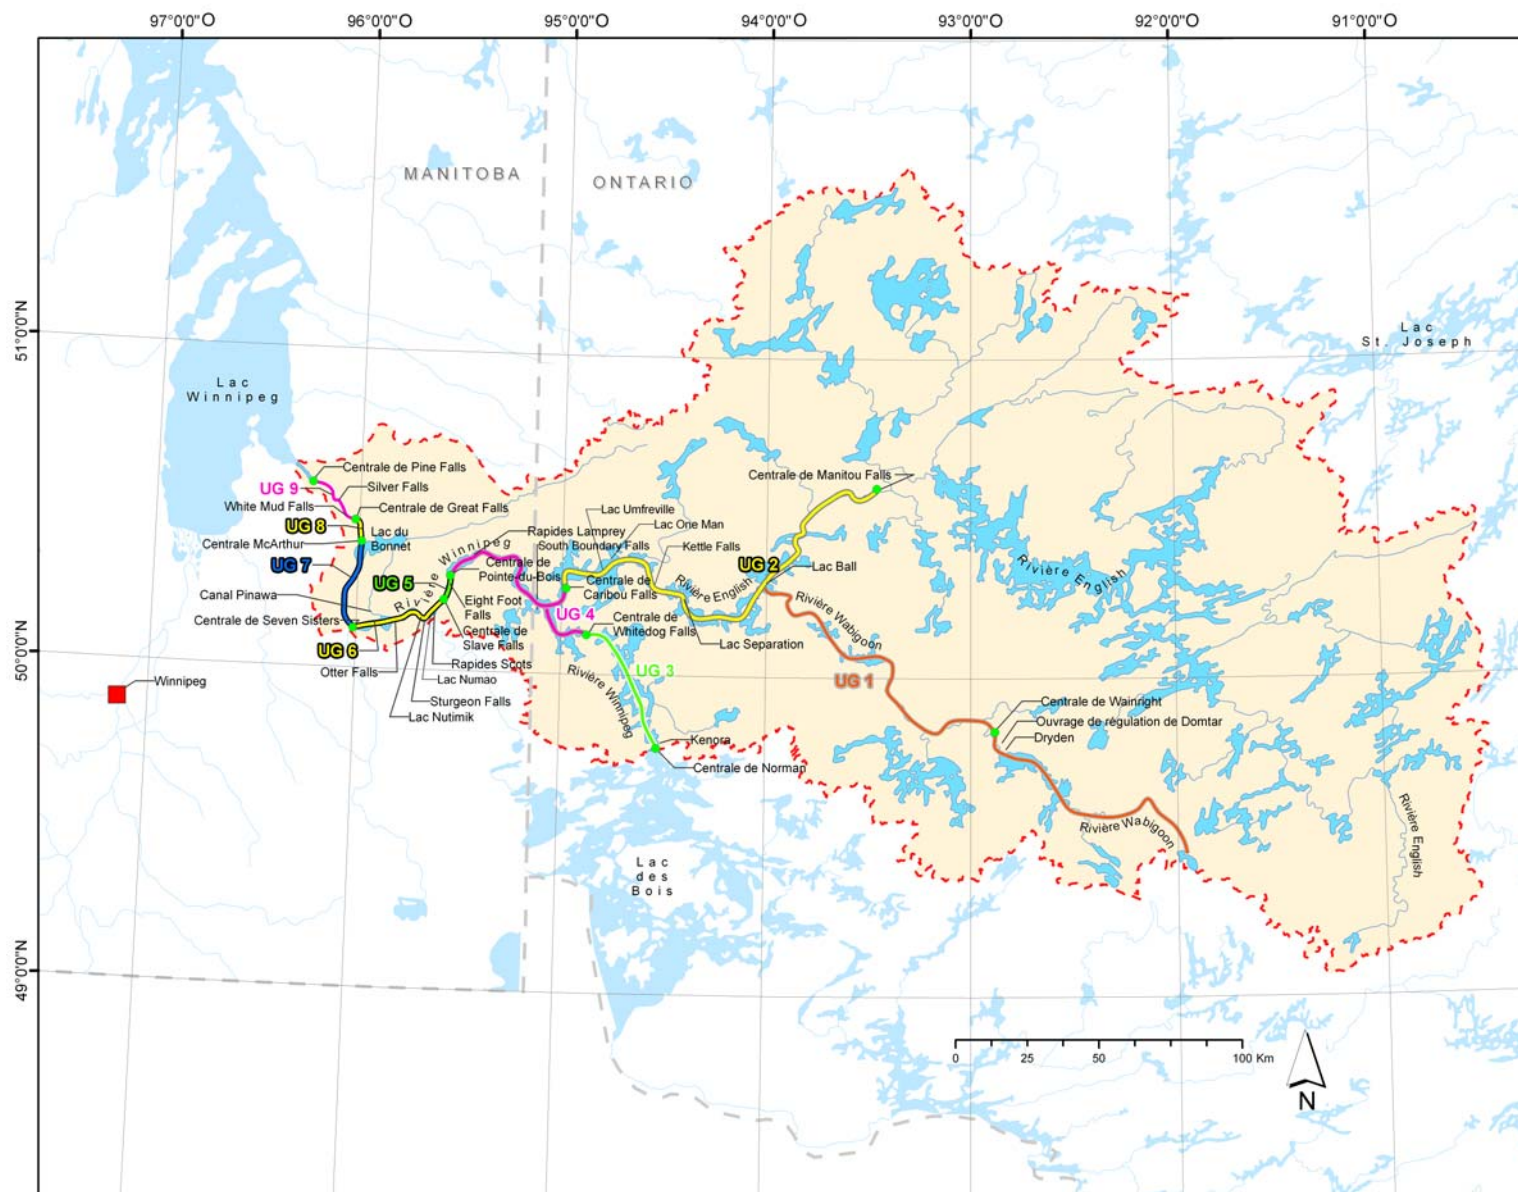 97°0'0"O
96°0'0"O
95°0'0"O
94°0'0"O
93°0'0"O
92°0'0"O
91°0'0"O
MANITOBA
ONTARIO
51°0'0"N
Lac
St. Joseph
Lac
Winnipeg
Centrale de Pine Falls
UG 9
Silver Falls
White Mud Falls
Centrale de Great Falls
UG 8
Lac du
Bonnet
Centrale McArthur
UG 7
UG 5
Canal Pinawa
Centrale de Seven Sisters
UG 6
Otter Falls
Rivière Winnipeg
Centrale de Manitou Falls
Lac Umfreville
Lac One Man
Rapides Lamprey
South Boundary Falls
Kettle Falls
Centrale de
Pointe-du-Bois
Centrale de
Caribou Falls
Rivière English
UG 2
Lac Ball
Rivière English
Eight Foot
Falls
UG 4
Centrale de
Whitedog Falls
Rivière Wabigoon
Centrale de
Slave Falls
Lac Separation
Rapides Scots
Lac Numao
Sturgeon Falls
Lac Nutimik
50°0'0"N
Winnipeg
UG 3
Rivière Winnipeg
UG 1
Centrale de Wainright
Ouvrage de régulation de Domtar
Dryden
Kenora
Centrale de Norman
Rivière Wabigoon
Rivière English
Lac
des
Bois
49°0'0"N
0
25
50
100 Km
N